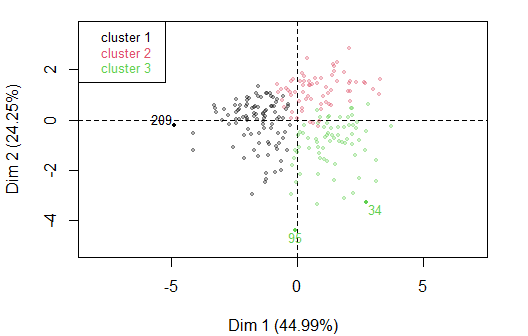 cluster 1
cluster 2
cluster 3
Dim 2 (24.25%)
2
0
-2
-4
209
34
95
-5
0
5
Dim 1 (44.99%)